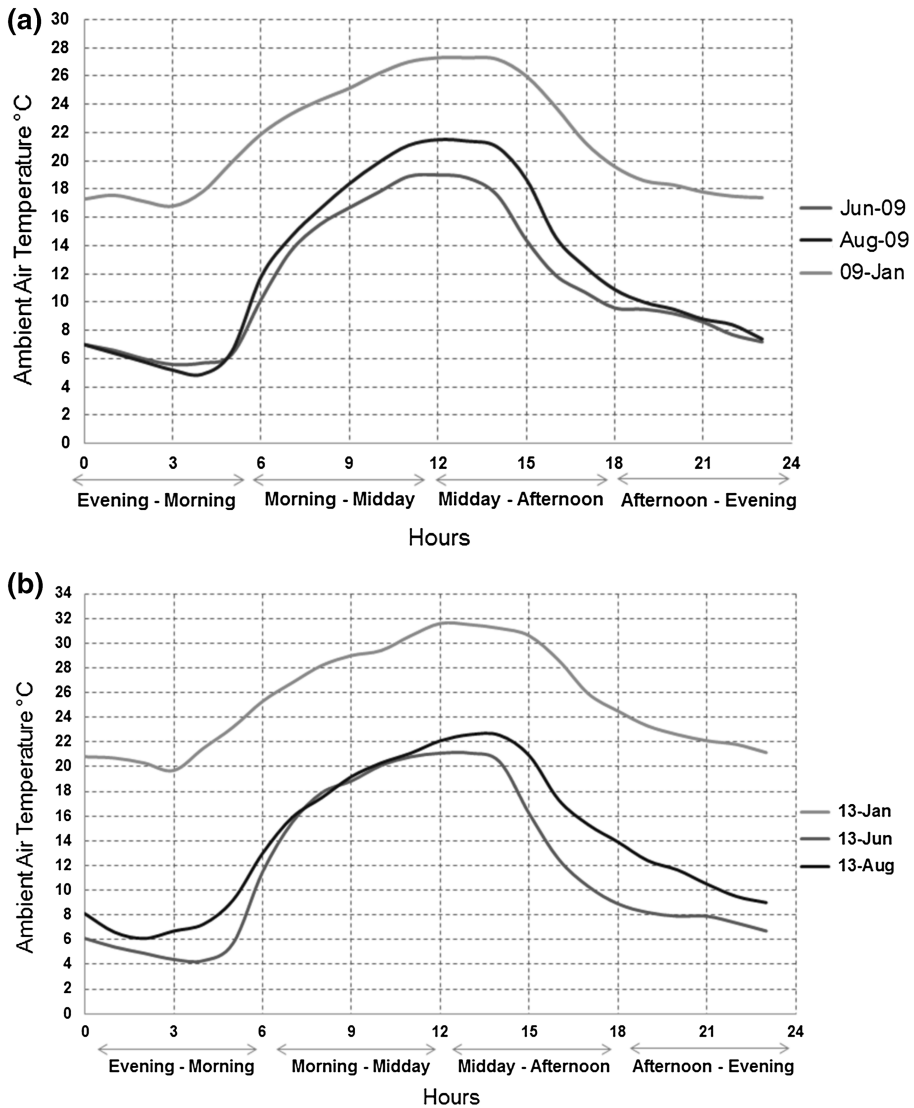 (a)
30
28
26
24
22
20
18
16
14
12
10
8
6
4
2
0
Ambient Air Temperature °C
0 3 6 9 12 15 18 21 24
Evening - Morning Morning - Midday Midday - Afternoon Afternoon - Evening
Hours
Jun-09
Aug-09
09-Jan
(b)
34
32
30
28
26
24
22
20
18
16
14
12
10
8
6
4
2
0
Ambient Air Temperature °C
0 3 6 9 12 15 18 21 24
Evening - Morning Morning - Midday Midday - Afternoon Afternoon - Evening
Hours
13-Jan
13-Jun
13-Aug